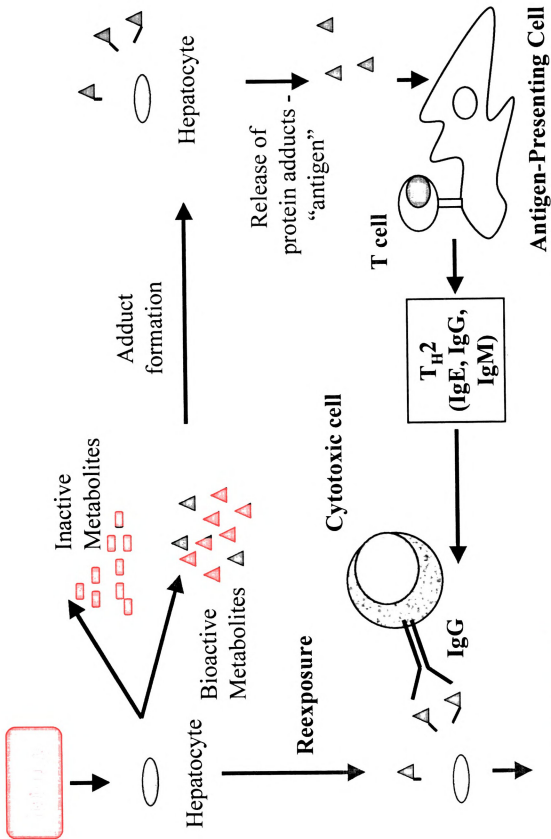 Hepatocyte
Inactive
Metabolites
Bioactive
Metabolites
Adduct
formation
Hepatocyte
Release of
protein adducts -
“antigen”
T cell
Antigen-Presenting Cell
TH2
(IgE, IgG,
IgM)
Cytotoxic cell
IgG
Reexposure